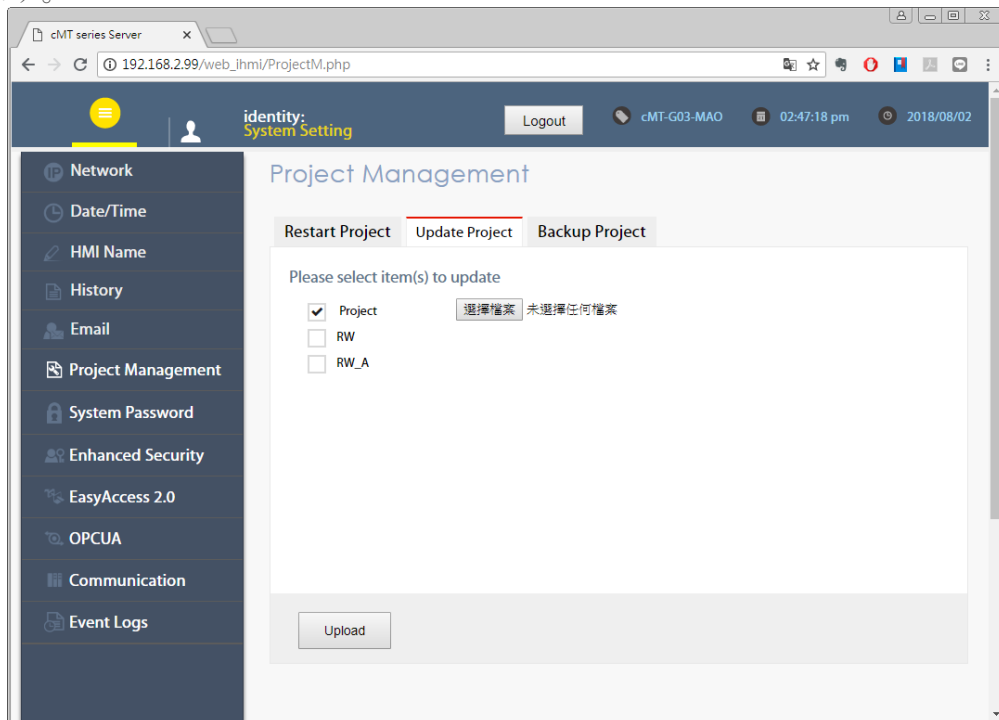 cMT series Server
192.168.2.99/web_ihmi/ProjectM.php
identity:
System Setting
Logout
cMT-G03-MAO
02:47:18 pm
2018/08/02
Network
Date/Time
HMI Name
History
Email
Project Management
System Password
Enhanced Security
EasyAccess 2.0
OPCUA
Communication
Event Logs
Project Management
Restart Project
Update Project
Backup Project
Please select item(s) to update
Project
選擇檔案 未選擇任何檔案
RW
RW_A
Upload